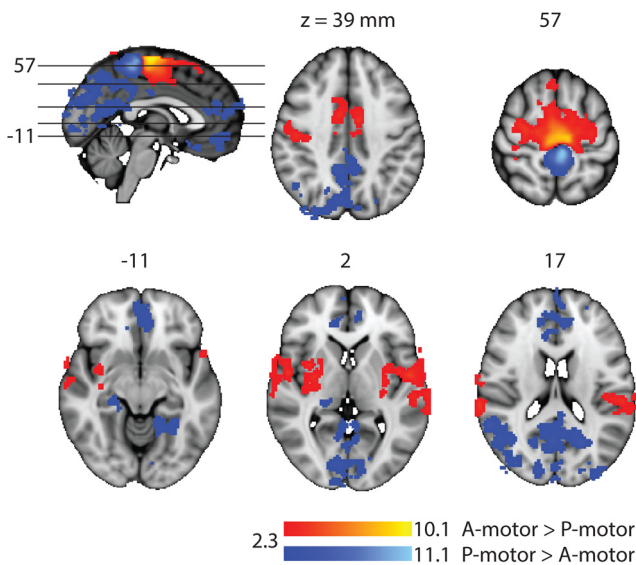 z = 39 mm
57
57
-11
-11
2
17
2.3
10.1 A-motor > P-motor
11.1 P-motor > A-motor